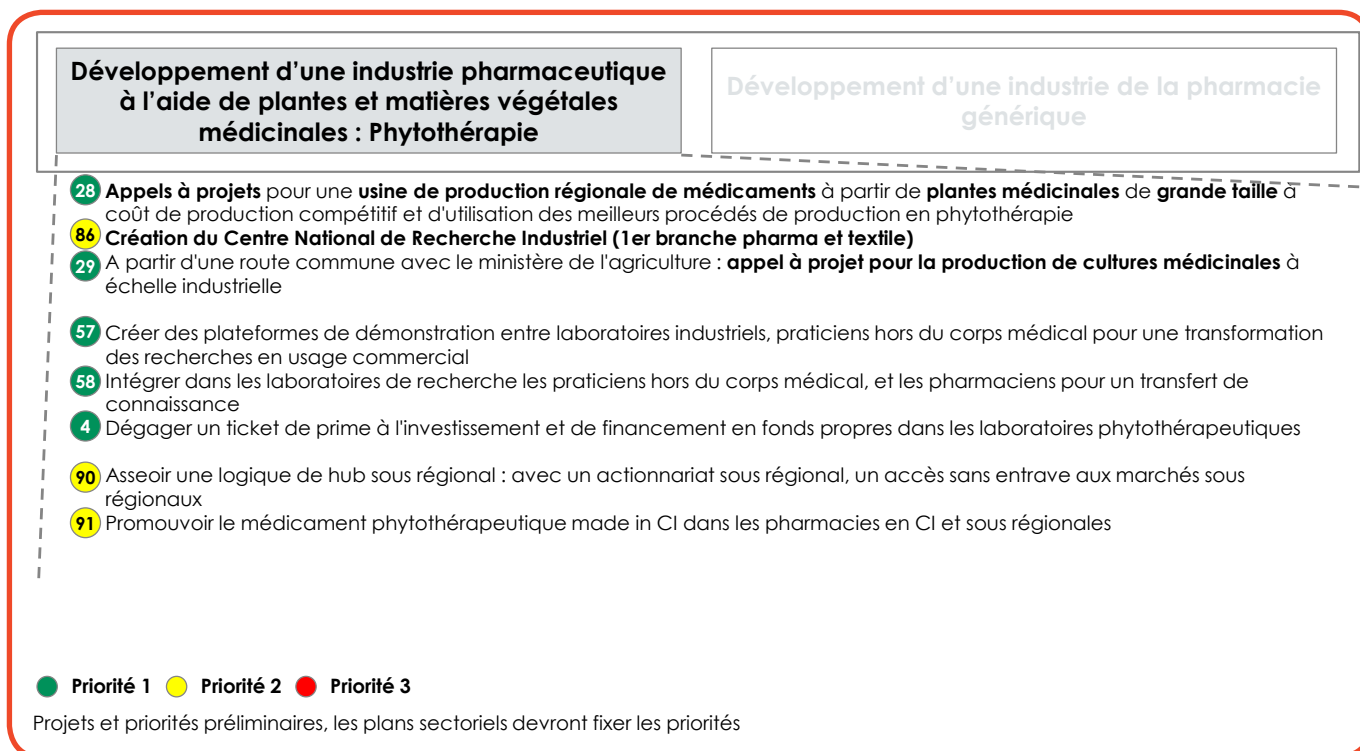 Développement d'une industrie pharmaceutique
à l'aide de plantes et matières végétales
médicinales : Phytothérapie
Développement d'une industrie de la pharmacie
générique
28 Appels à projets pour une usine de production régionale de médicaments à partir de plantes médicinales de grande taille à
coût de production compétitif et d'utilisation des meilleurs procédés de production en phytothérapie
86 Création du Centre National de Recherche Industriel (1er branche pharma et textile)
29 A partir d'une route commune avec le ministère de l'agriculture : appel à projet pour la production de cultures médicinales à
échelle industrielle
57 Créer des plateformes de démonstration entre laboratoires industriels, praticiens hors du corps médical pour une transformation
des recherches en usage commercial
58 Intégrer dans les laboratoires de recherche les praticiens hors du corps médical, et les pharmaciens pour un transfert de
connaissance
4 Dégager un ticket de prime à l'investissement et de financement en fonds propres dans les laboratoires phytothérapeutiques
90 Asseoir une logique de hub sous régional : avec un actionnariat sous régional, un accès sans entrave aux marchés sous
régionaux
91 Promouvoir le médicament phytothérapeutique made in CI dans les pharmacies en CI et sous régionales
Priorité 1 Priorité 2 Priorité 3
Projets et priorités préliminaires, les plans sectoriels devront fixer les priorités